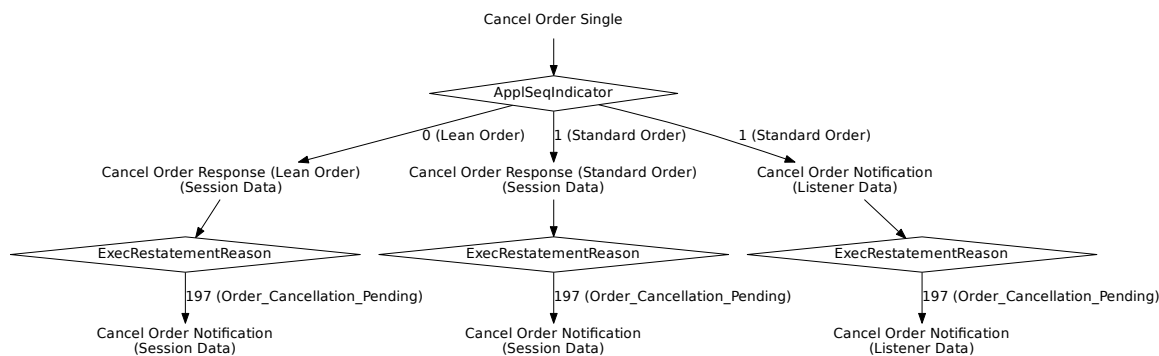 Cancel Order Single
ApplSeqIndicator
0 (Lean Order)
1 (Standard Order)
1 (Standard Order)
Cancel Order Response (Lean Order)
(Session Data)
Cancel Order Response (Standard Order)
(Session Data)
Cancel Order Notification
(Listener Data)
ExecRestatementReason
ExecRestatementReason
ExecRestatementReason
197 (Order_Cancellation_Pending)
197 (Order_Cancellation_Pending)
197 (Order_Cancellation_Pending)
Cancel Order Notification
(Session Data)
Cancel Order Notification
(Session Data)
Cancel Order Notification
(Listener Data)